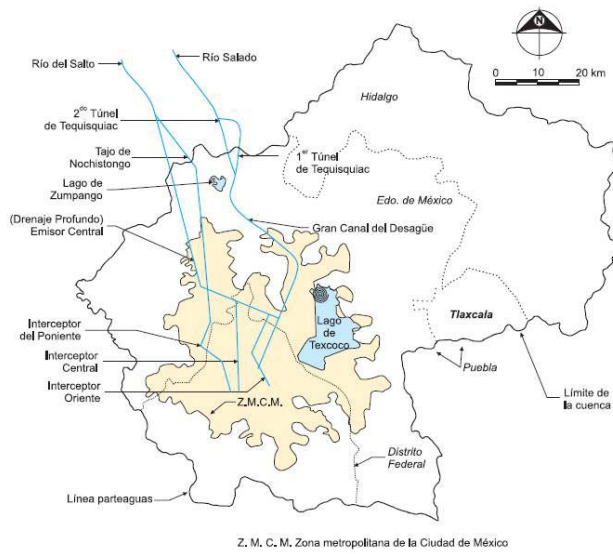 N
0 10 20 km
Río Salado
Río del Salto
Hidalgo
2do Túnel
de Tequisquiac
Tajo de
Nochistongo
1er Túnel
de Tequisquiac
Lago de
Zumpango
Edo. de México
(Drenaje Profundo)
Emisor Central
Gran Canal del Desagüe
Lago
de
Texcoco
Tlaxcala
Interceptor
del Poniente
Interceptor
Central
Interceptor
Oriente
Puebla
Límite de
la cuenca
Z.M.C.M.
Distrito
Federal
Línea parteaguas
Z. M. C. M. Zona metropolitana de la Ciudad de México